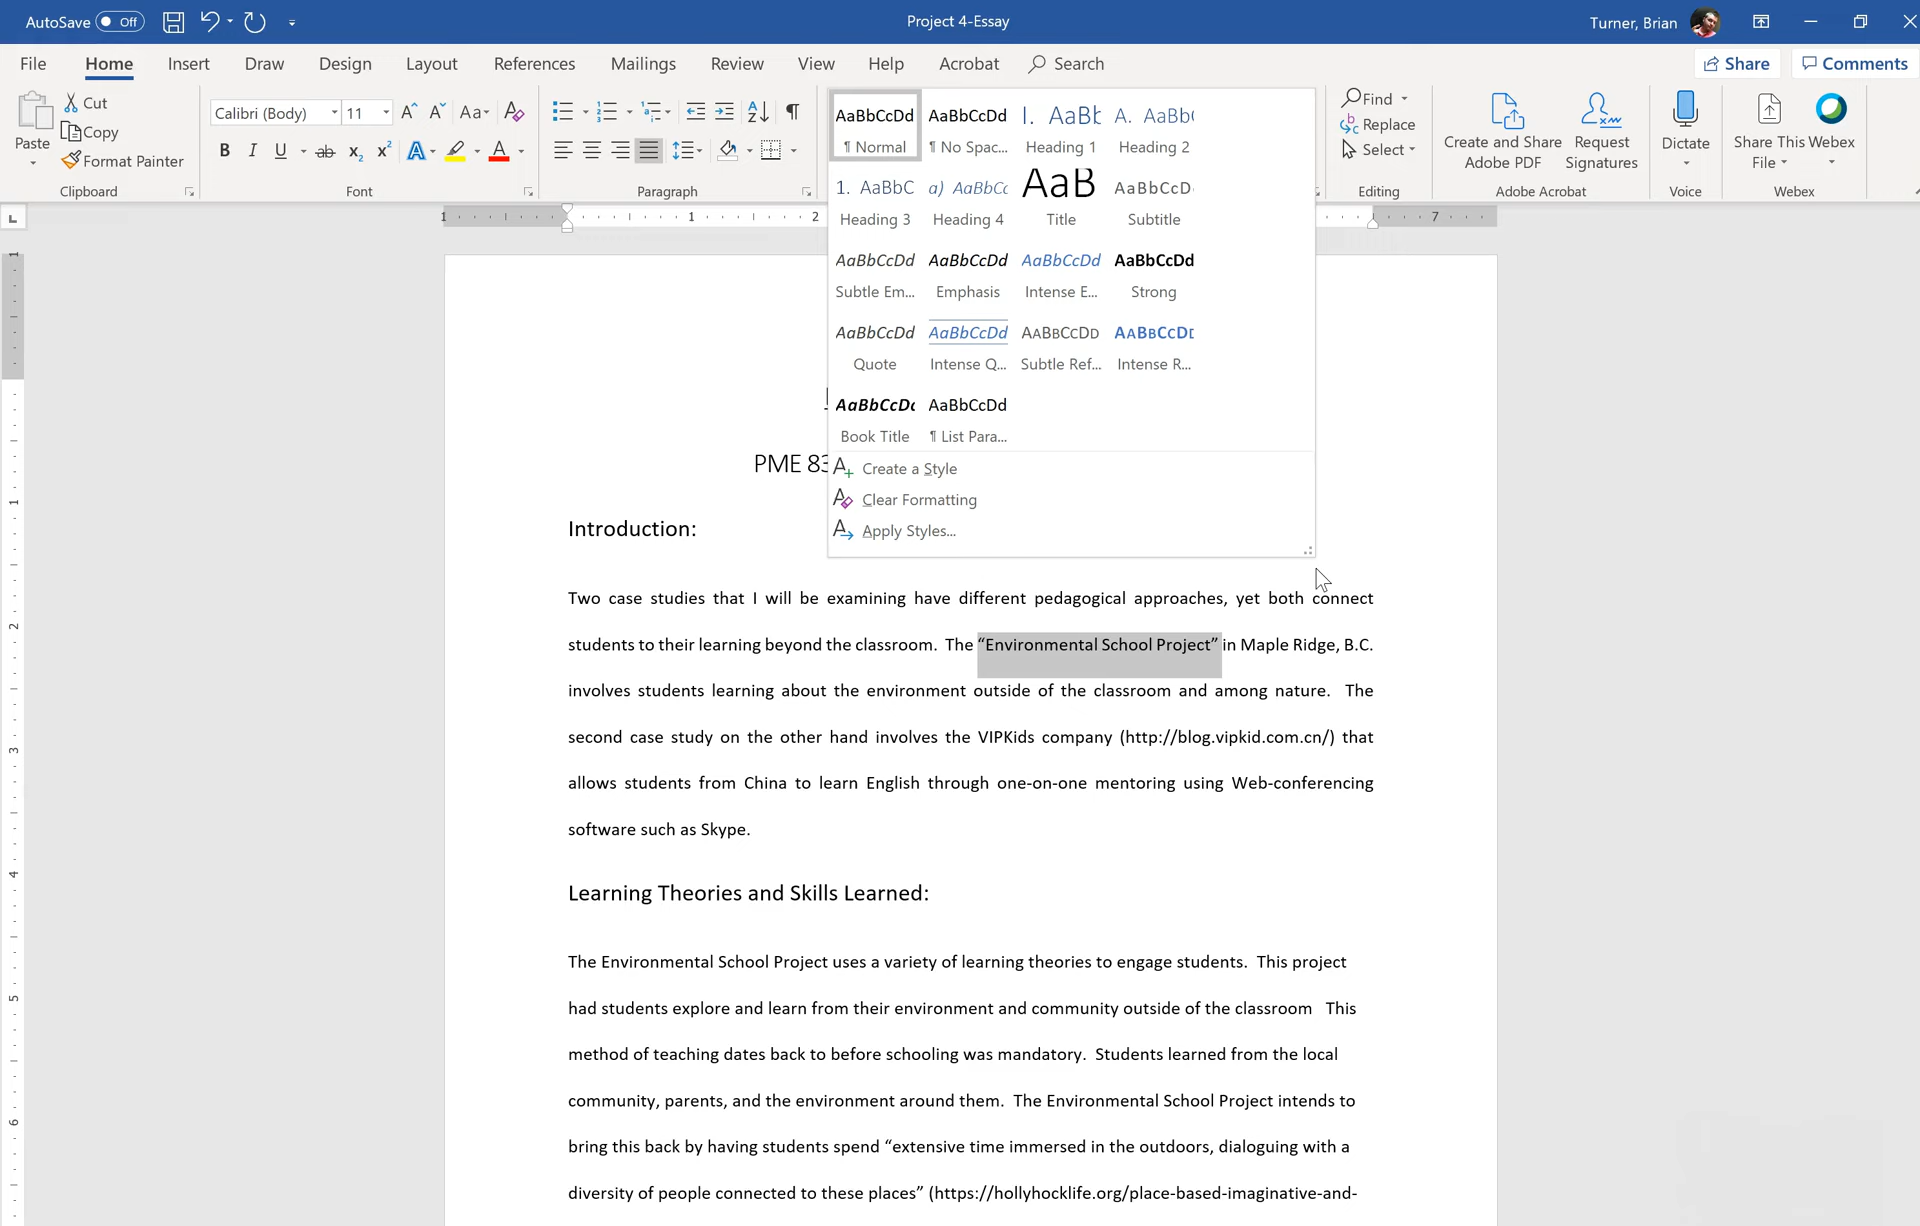 AutoSave Off
Project 4-Essay
Turner, Brian
File Home Insert Draw Design Layout References Mailings Review View Help Acrobat Search
Share Comments
Paste
Cut
Copy
Format Painter
Clipboard
Calibri (Body) 11
Font
Paragraph
AaBbCcDd AaBbCcDd I. AaBb A. AaBb
¶ Normal ¶ No Spac... Heading 1 Heading 2
1. AaBbC a) AaBbCc AaB AaBbCcD
Heading 3 Heading 4 Title Subtitle
AaBbCcDd AaBbCcDd AaBbCcDd AaBbCcDd
Subtle Em... Emphasis Intense E... Strong
AaBbCcDd AaBbCcDd AaBbCcDd AaBbCcDd
Quote Intense Q... Subtle Ref... Intense R...
AaBbCcDd AaBbCcDd
Book Title ¶ List Para...
Create a Style
Clear Formatting
Apply Styles...
Find
Replace
Select
Editing
Create and Share
Adobe PDF
Request
Signatures
Adobe Acrobat
Dictate
Voice
Share This
File
Webex
Webex
1 1 2 7
PME 83
Introduction:
Two case studies that I will be examining have different pedagogical approaches, yet both connect
students to their learning beyond the classroom. The “Environmental School Project” in Maple Ridge, B.C.
involves students learning about the environment outside of the classroom and among nature. The
second case study on the other hand involves the VIPKids company (http://blog.vipkid.com.cn/) that
allows students from China to learn English through one-on-one mentoring using Web-conferencing
software such as Skype.
Learning Theories and Skills Learned:
The Environmental School Project uses a variety of learning theories to engage students. This project
had students explore and learn from their environment and community outside of the classroom This
method of teaching dates back to before schooling was mandatory. Students learned from the local
community, parents, and the environment around them. The Environmental School Project intends to
bring this back by having students spend “extensive time immersed in the outdoors, dialoguing with a
diversity of people connected to these places” (https://hollyhocklife.org/place-based-imaginative-and-
1
1
2
3
4
5
6